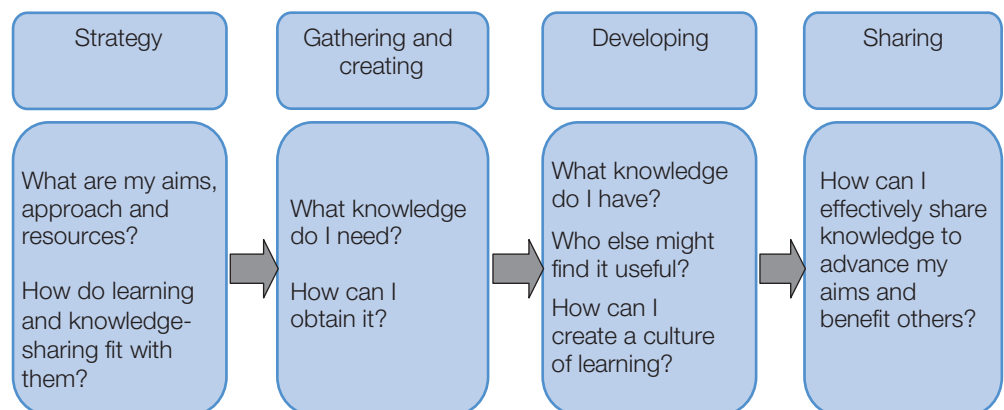 Strategy
Gathering and
creating
Developing
Sharing
What are my aims,
approach and
resources?
How do learning
and knowledge-
sharing fit with
them?
What knowledge
do I need?
How can I
obtain it?
What knowledge
do I have?
Who else might
find it useful?
How can I
create a culture
of learning?
How can I
effectively share
knowledge to
advance my
aims and
benefit others?